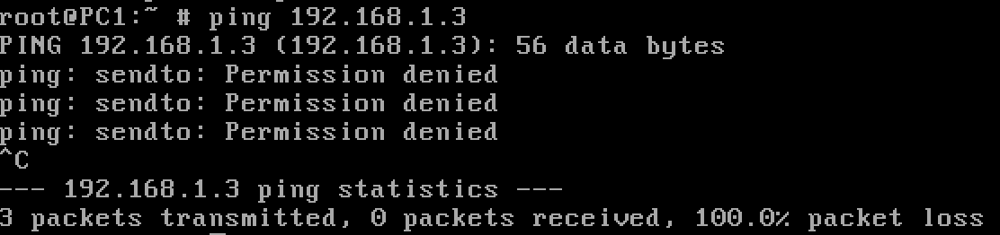 root@PC1:~ # ping 192.168.1.3
PING 192.168.1.3 (192.168.1.3): 56 data bytes
ping: sendto: Permission denied
ping: sendto: Permission denied
ping: sendto: Permission denied
^C
--- 192.168.1.3 ping statistics ---
3 packets transmitted, 0 packets received, 100.0% packet loss